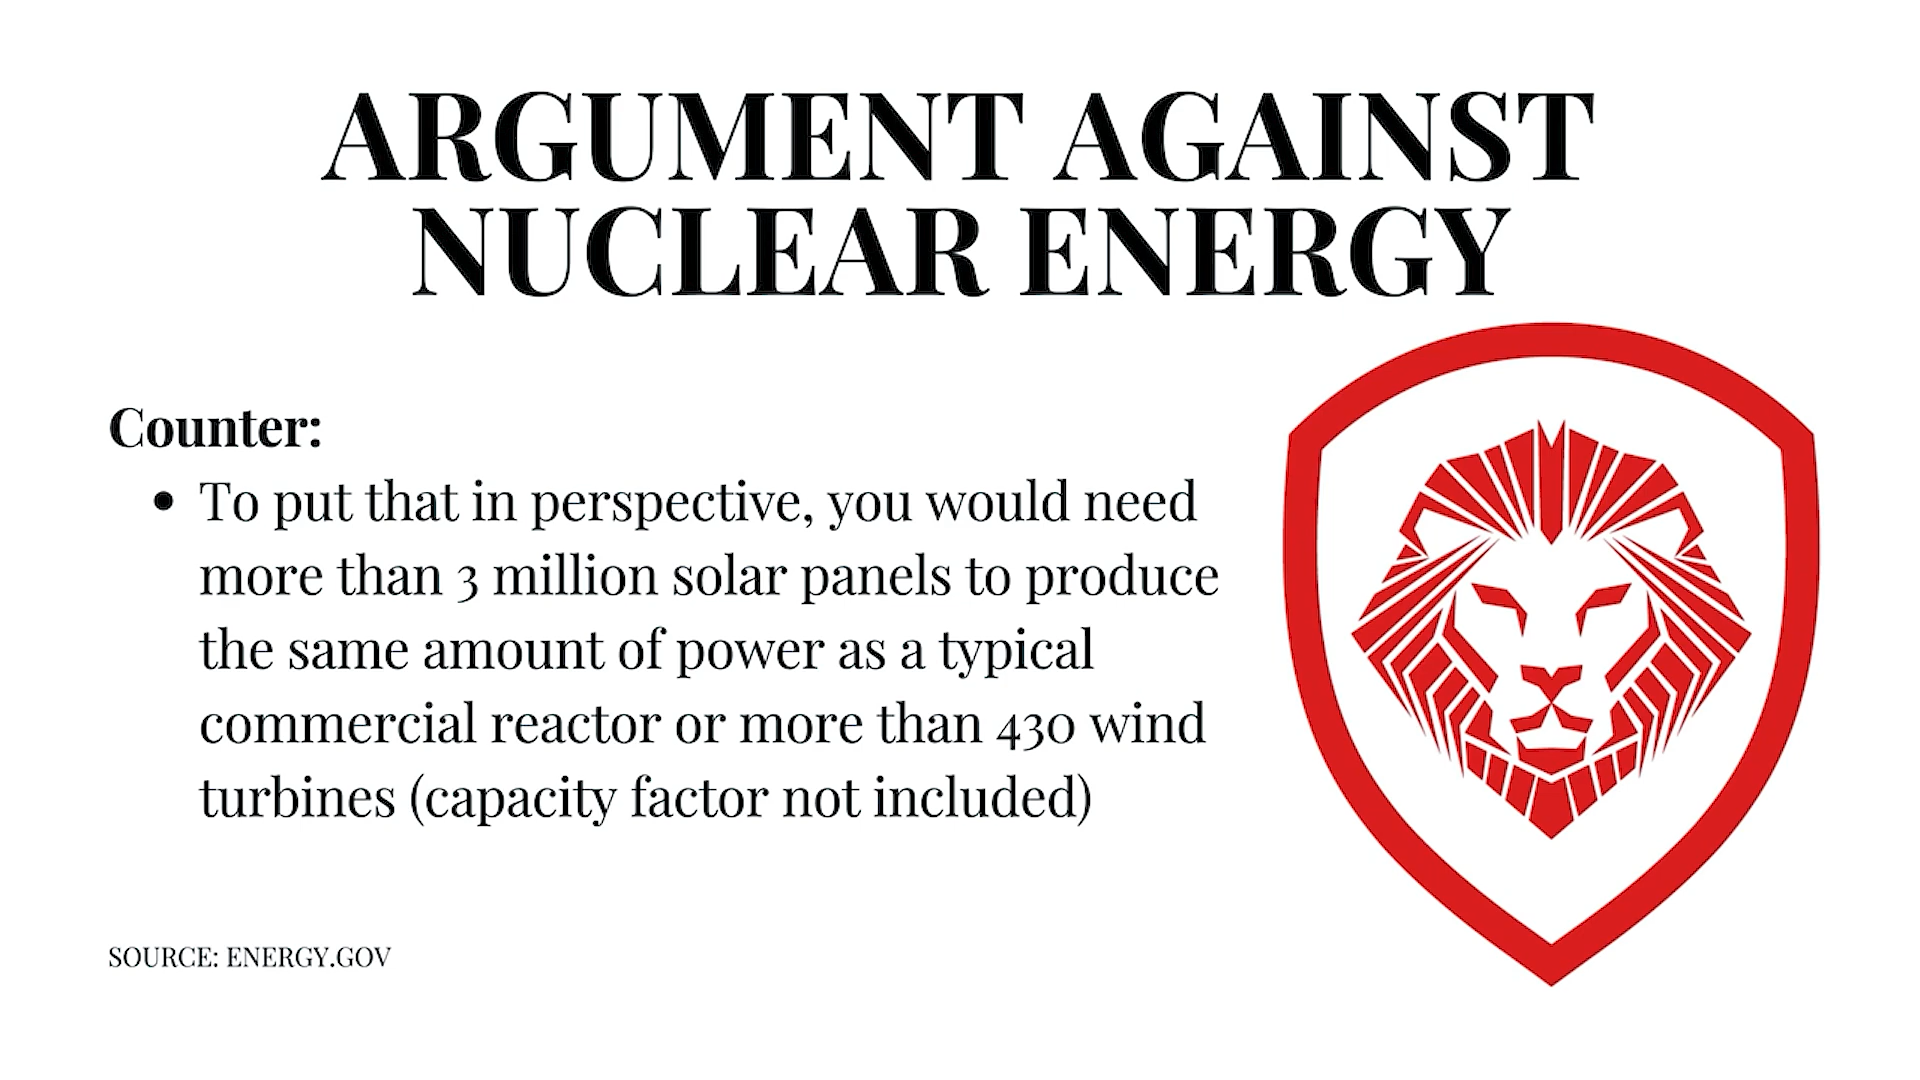 ARGUMENT AGAINST
NUCLEAR ENERGY
Counter:
• To put that in perspective, you would need
more than 3 million solar panels to produce
the same amount of power as a typical
commercial reactor or more than 430 wind
turbines (capacity factor not included)
SOURCE: ENERGY.GOV